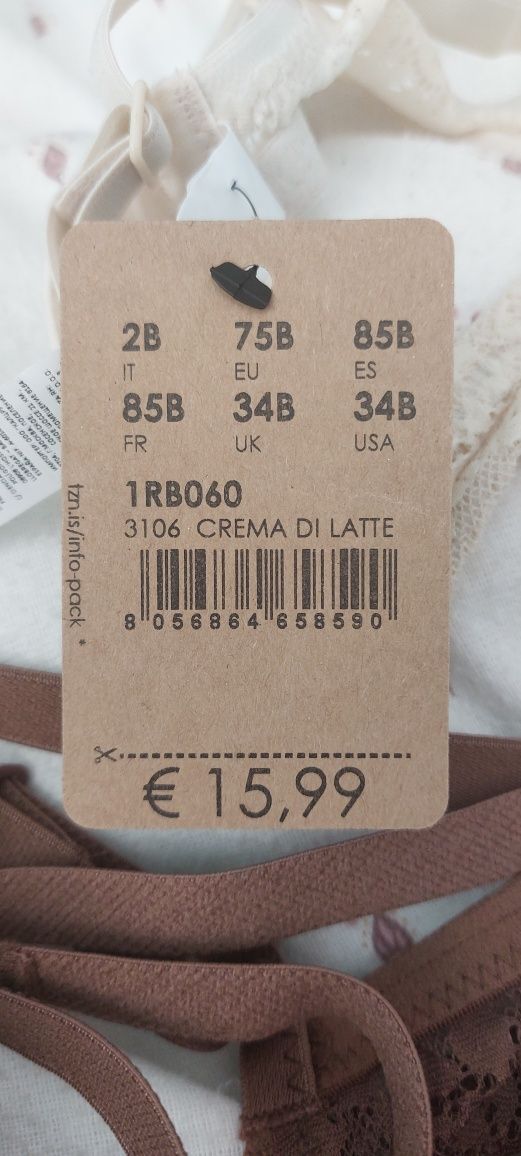 2B 75B 85B
IT EU ES
85B 34B 34B
FR UK USA
1RB060
3106 CREMA DI LATTE
8 056864 658590
tzn.is/info-pack *
€ 15,99